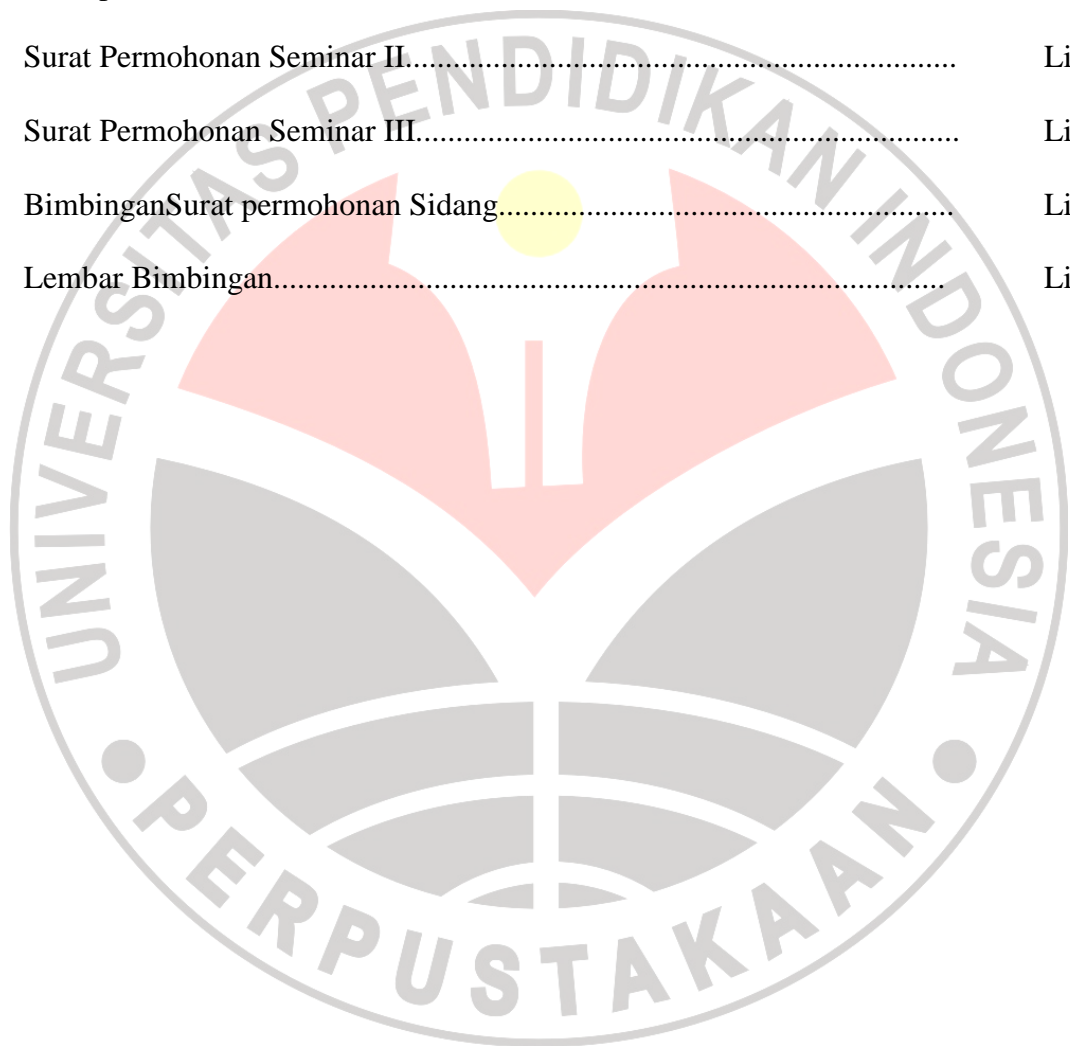 Surat Permohonan Seminar II..................................................................... Li
Surat Permohonan Seminar III.................................................................... Li
BimbinganSurat permohonan Sidang......................................................... Li
Lembar Bimbingan.................................................................................... Li
UNIVERSITAS PENDIDIKAN INDONESIA
PERPUSTAKAAN